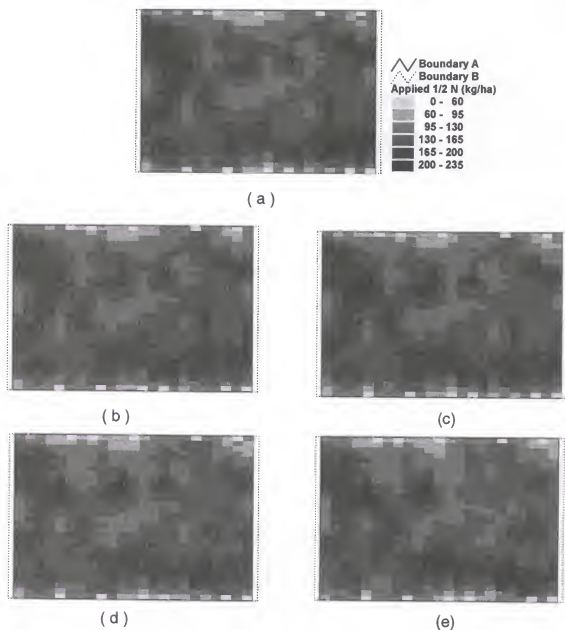 Boundary A
Boundary B
Applied 1/2 N (kg/ha)
0 - 60
60 - 95
95 - 130
130 - 165
165 - 200
200 - 235
( a )
( b )
(c)
( d )
(e)